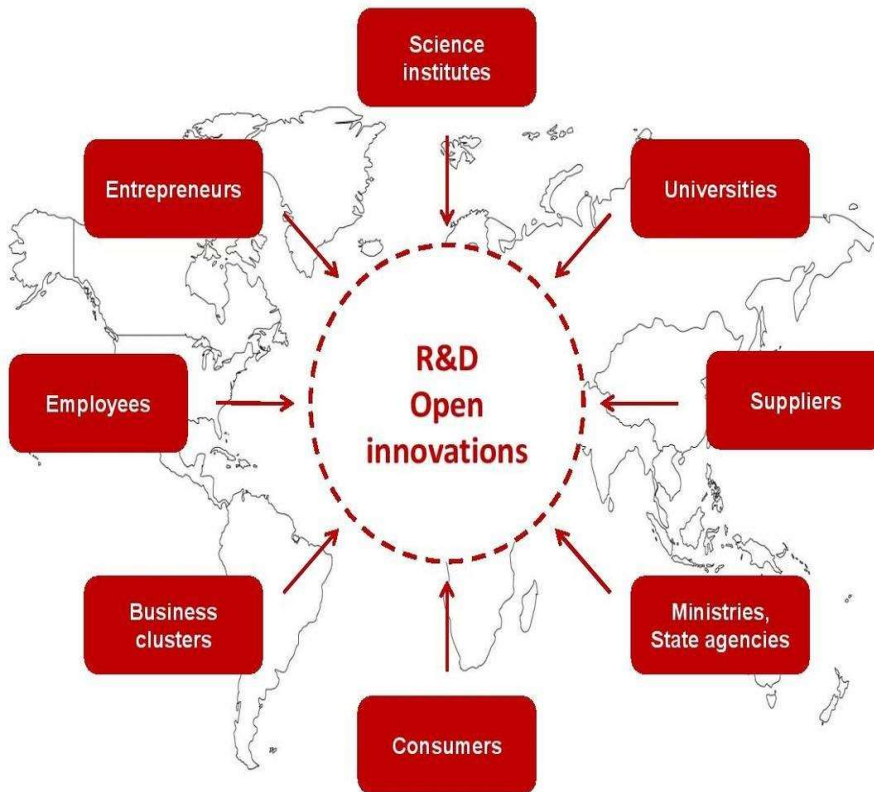 Science
institutes
Entrepreneurs
Universities
R&D
Open
innovations
Employees
Suppliers
Business
clusters
Ministries,
State agencies
Consumers